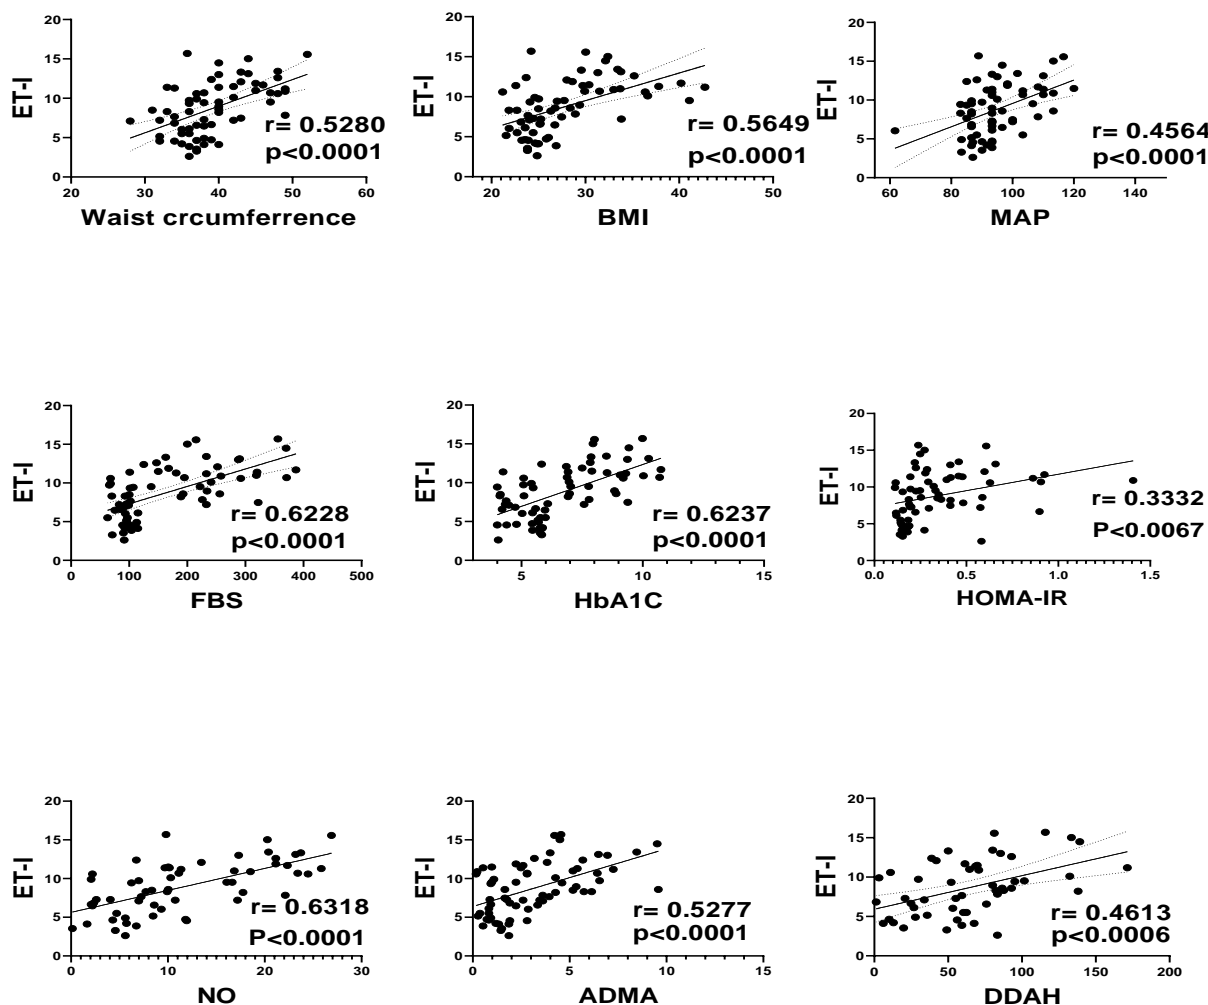 ET-I
20
15
10
5
0
r= 0.5280
p<0.0001
20 30 40 50 60
Waist crcumferrence
ET-I
20
15
10
5
0
r= 0.5649
p<0.0001
20 30 40 50
BMI
ET-I
20
15
10
5
0
r= 0.4564
p<0.0001
60 80 100 120 140
MAP
ET-I
20
15
10
5
0
r= 0.6228
p<0.0001
0 100 200 300 400 500
FBS
ET-I
20
15
10
5
0
r= 0.6237
p<0.0001
5 10 15
HbA1C
ET-I
20
15
10
5
0
r= 0.3332
P<0.0067
0.0 0.5 1.0 1.5
HOMA-IR
ET-I
20
15
10
5
0
r= 0.6318
P<0.0001
0 10 20 30
NO
ET-I
20
15
10
5
0
r= 0.5277
p<0.0001
0 5 10 15
ADMA
ET-I
20
15
10
5
0
r= 0.4613
p<0.0006
0 50 100 150 200
DDAH